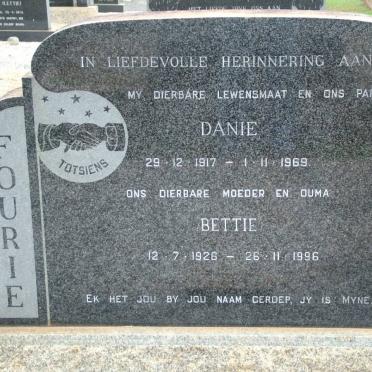 IN LIEFDEVOLLE HERINNERING AAN
MY DIERBARE LEWENSMAAT EN ONS PA
DANIE
29·12·1917 – 1·11·1969.
ONS DIERBARE MOEDER EN OUMA
BETTIE
12·7·1926 – 26·11·1996
EK HET JOU BY JOU NAAM GEROEP, JY IS MYNE
TOTSIENS
FOURIE